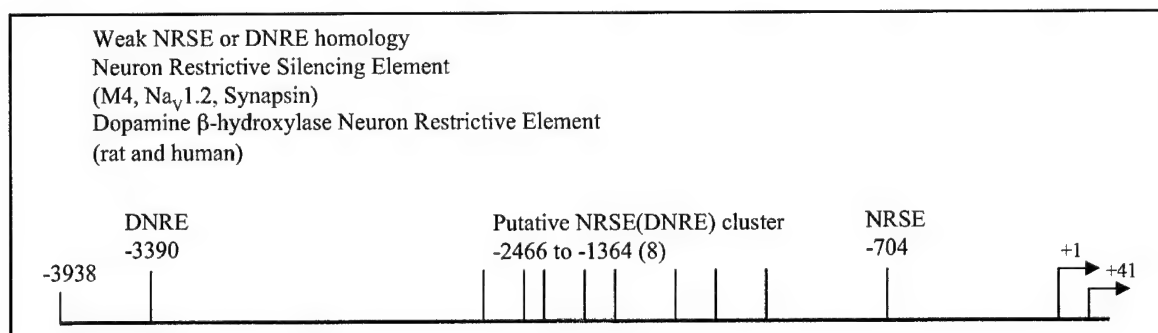 Weak NRSE or DNRE homology
Neuron Restrictive Silencing Element
(M4, NaV1.2, Synapsin)
Dopamine β-hydroxylase Neuron Restrictive Element
(rat and human)
DNRE Putative NRSE(DNRE) cluster NRSE
-3390 -2466 to -1364 (8) -704 +1
-3938 +41